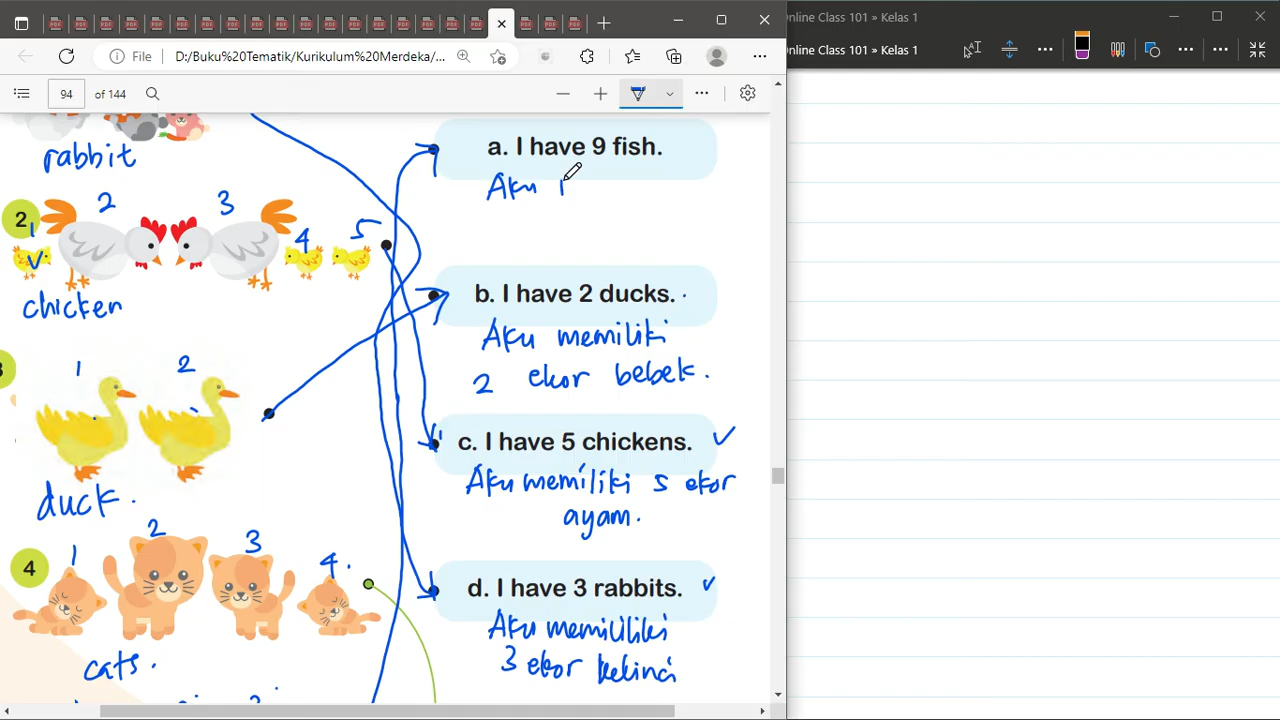 Online Class 101 » Kelas 1
File D:/Buku%20Tematik/Kurikulum%20Merdeka/...
Online Class 101 » Kelas 1
94 of 144
rabbit
a. I have 9 fish.
Aku
2
1 2 3 4 5
chicken
b. I have 2 ducks.
Aku memiliki
2 ekor bebek.
1 2
duck.
c. I have 5 chickens.
Aku memiliki 5 ekor
ayam.
4
1 2 3 4.
cats.
d. I have 3 rabbits.
Aku memililiki
3 ekor kelinci